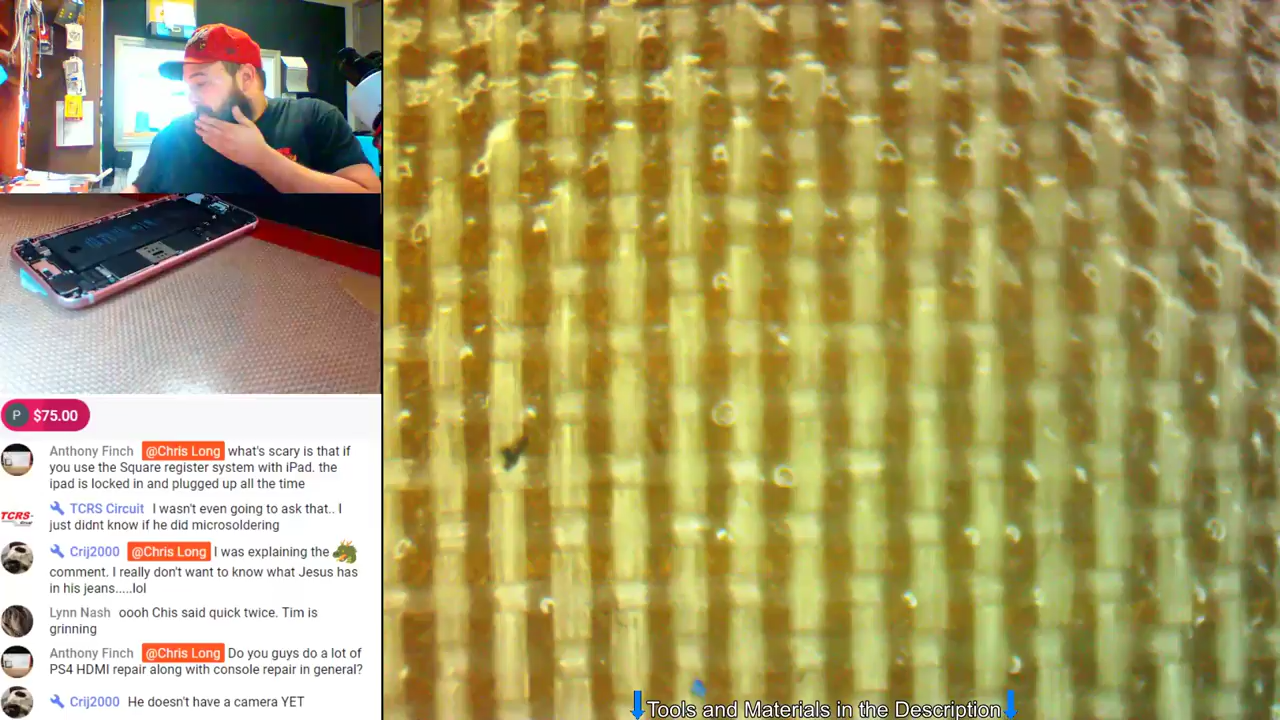 P $75.00
Anthony Finch @Chris Long what's scary is that if
you use the Square register system with iPad. the
ipad is locked in and plugged up all the time
TCRS Circuit I wasn't even going to ask that.. I
just didnt know if he did microsoldering
Crij2000 @Chris Long I was explaining the
comment. I really don't want to know what Jesus has
in his jeans.....lol
Lynn Nash oooh Chis said quick twice. Tim is
grinning
Anthony Finch @Chris Long Do you guys do a lot of
PS4 HDMI repair along with console repair in general?
Crij2000 He doesn't have a camera YET
Tools and Materials in the Description